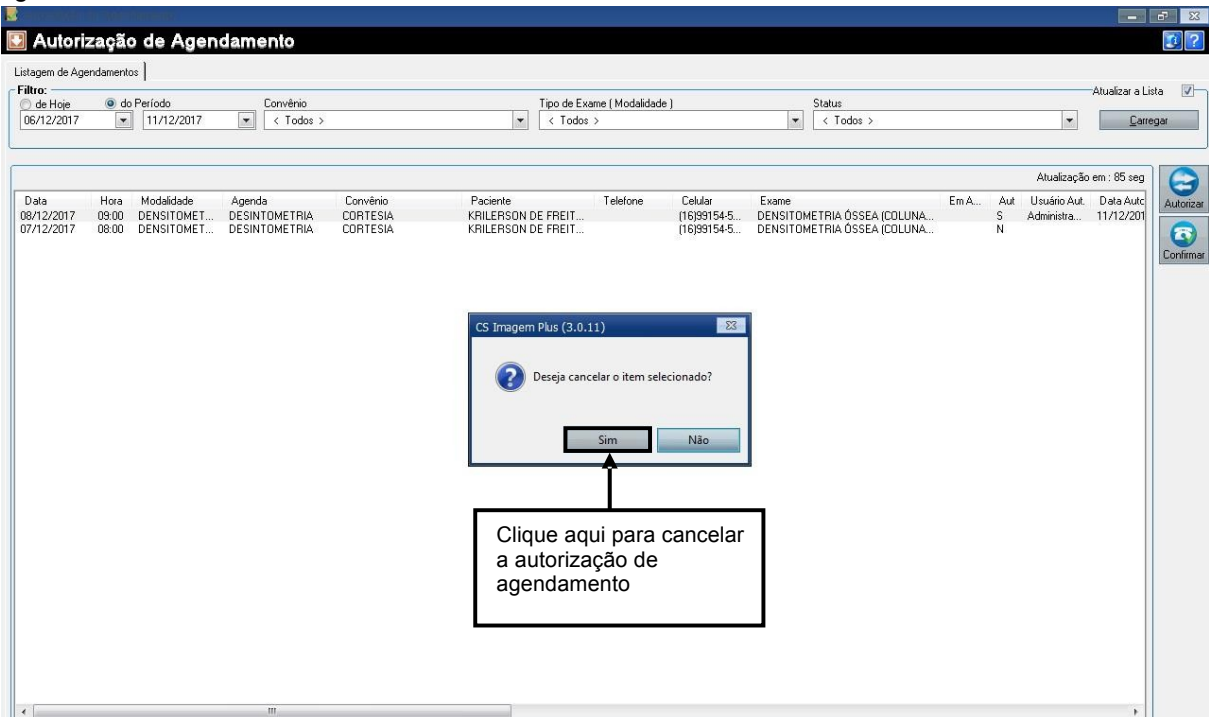 Autorização de Agendamento
Listagem de Agendamentos
Filtro: Atualizar a Lista
de Hoje do Período Convênio Tipo de Exame ( Modalidade ) Status
06/12/2017 11/12/2017 < Todos > < Todos > < Todos > Carregar
Atualização em : 85 seg
Data Hora Modalidade Agenda Convênio Paciente Telefone Celular Exame Em A... Aut Usuário Aut. Data Autc
08/12/2017 09:00 DENSITOMET... DESINTOMETRIA CORTESIA KRILERSON DE FREIT... (16)99154-5... DENSITOMETRIA ÓSSEA (COLUNA... S Administra... 11/12/201
07/12/2017 08:00 DENSITOMET... DESINTOMETRIA CORTESIA KRILERSON DE FREIT... (16)99154-5... DENSITOMETRIA ÓSSEA (COLUNA... N
Autorizar
Confirmar
CS Imagem Plus (3.0.11)
Deseja cancelar o item selecionado?
Sim Não
Clique aqui para cancelar
a autorização de
agendamento